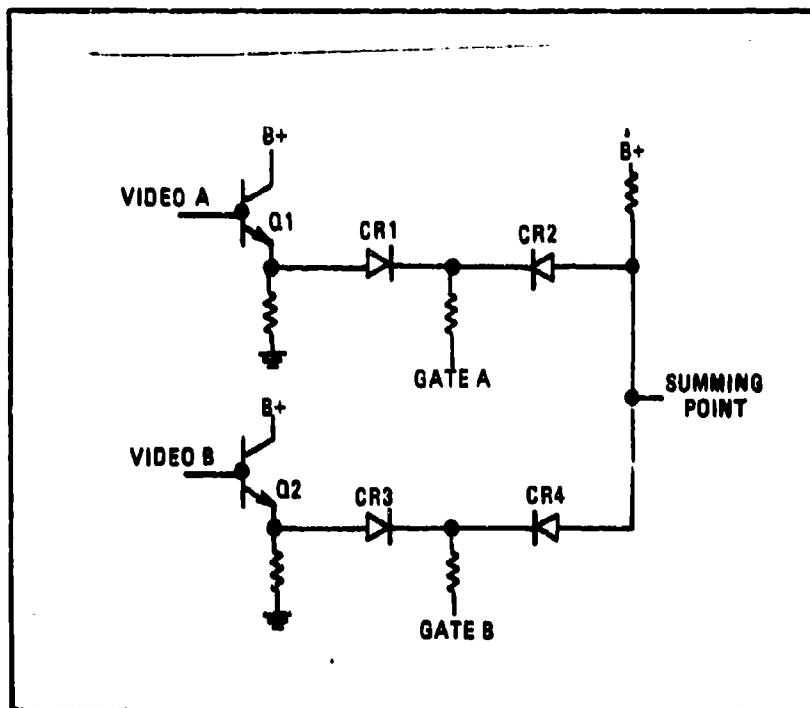 B+
B+
VIDEO A
Q1
CR1
CR2
GATE A
SUMMING
POINT
B+
VIDEO B
Q2
CR3
CR4
GATE B